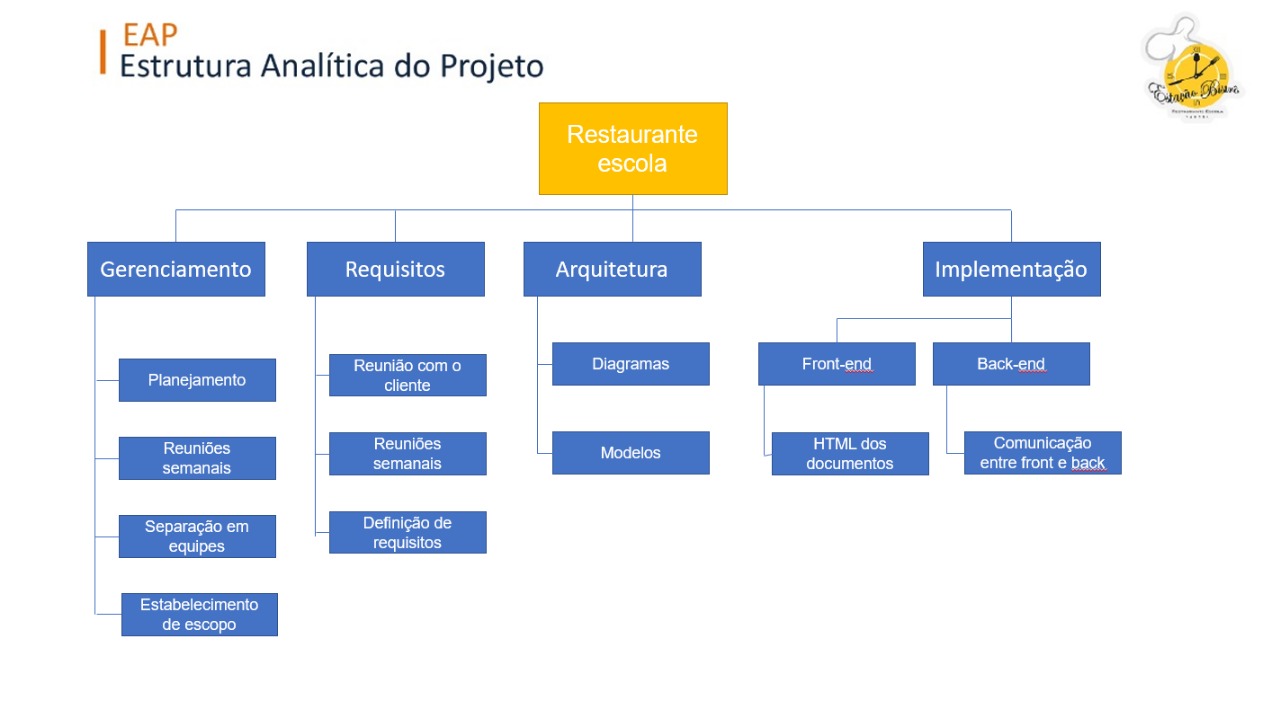 EAP
Estrutura Analítica do Projeto
Estação Bistrô
RESTAURANTE ESCOLA
Restaurante
escola
Gerenciamento
Requisitos
Arquitetura
Implementação
Planejamento
Reuniões
semanais
Separação em
equipes
Estabelecimento
de escopo
Reunião com o
cliente
Reuniões
semanais
Definição de
requisitos
Diagramas
Modelos
Front-end
Back-end
HTML dos
documentos
Comunicação
entre front e back